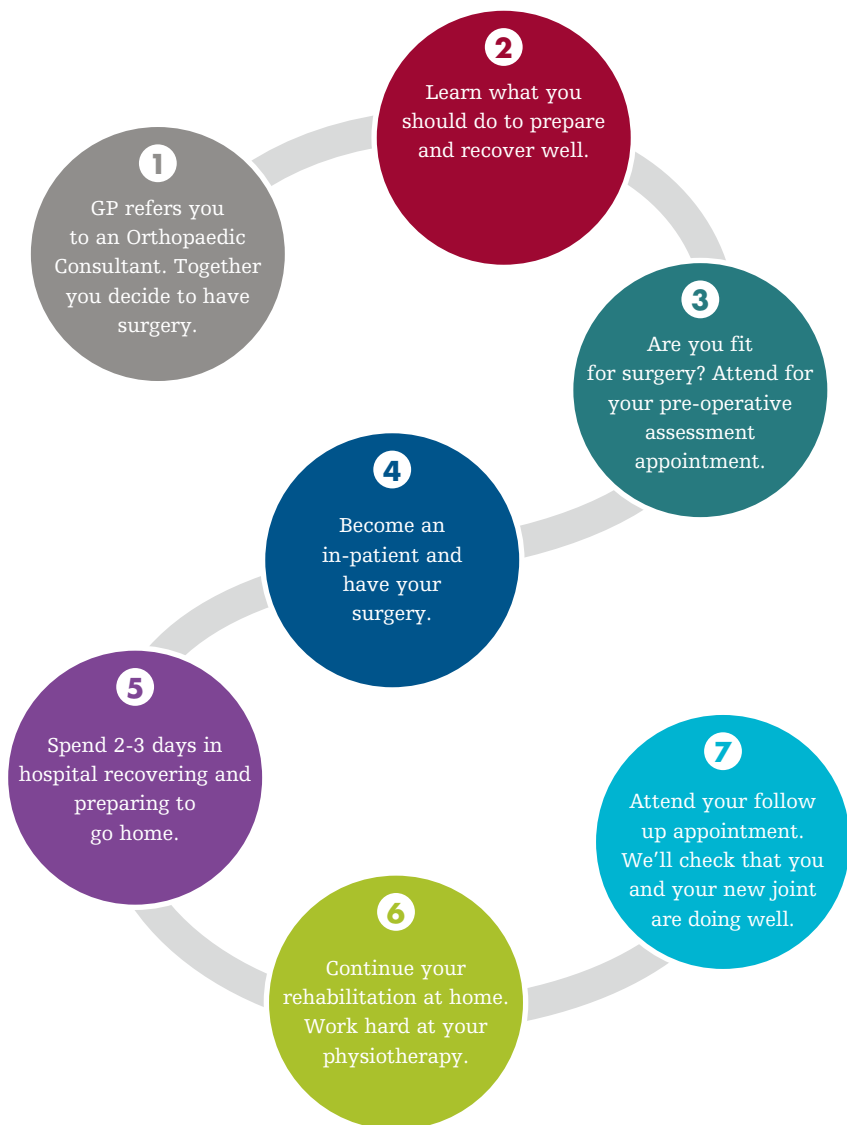 1
GP refers you
to an Orthopaedic
Consultant. Together
you decide to have
surgery.
2
Learn what you
should do to prepare
and recover well.
3
Are you fit
for surgery? Attend for
your pre-operative
assessment
appointment.
4
Become an
in-patient and
have your
surgery.
5
Spend 2-3 days in
hospital recovering and
preparing to
go home.
6
Continue your
rehabilitation at home.
Work hard at your
physiotherapy.
7
Attend your follow
up appointment.
We'll check that you
and your new joint
are doing well.